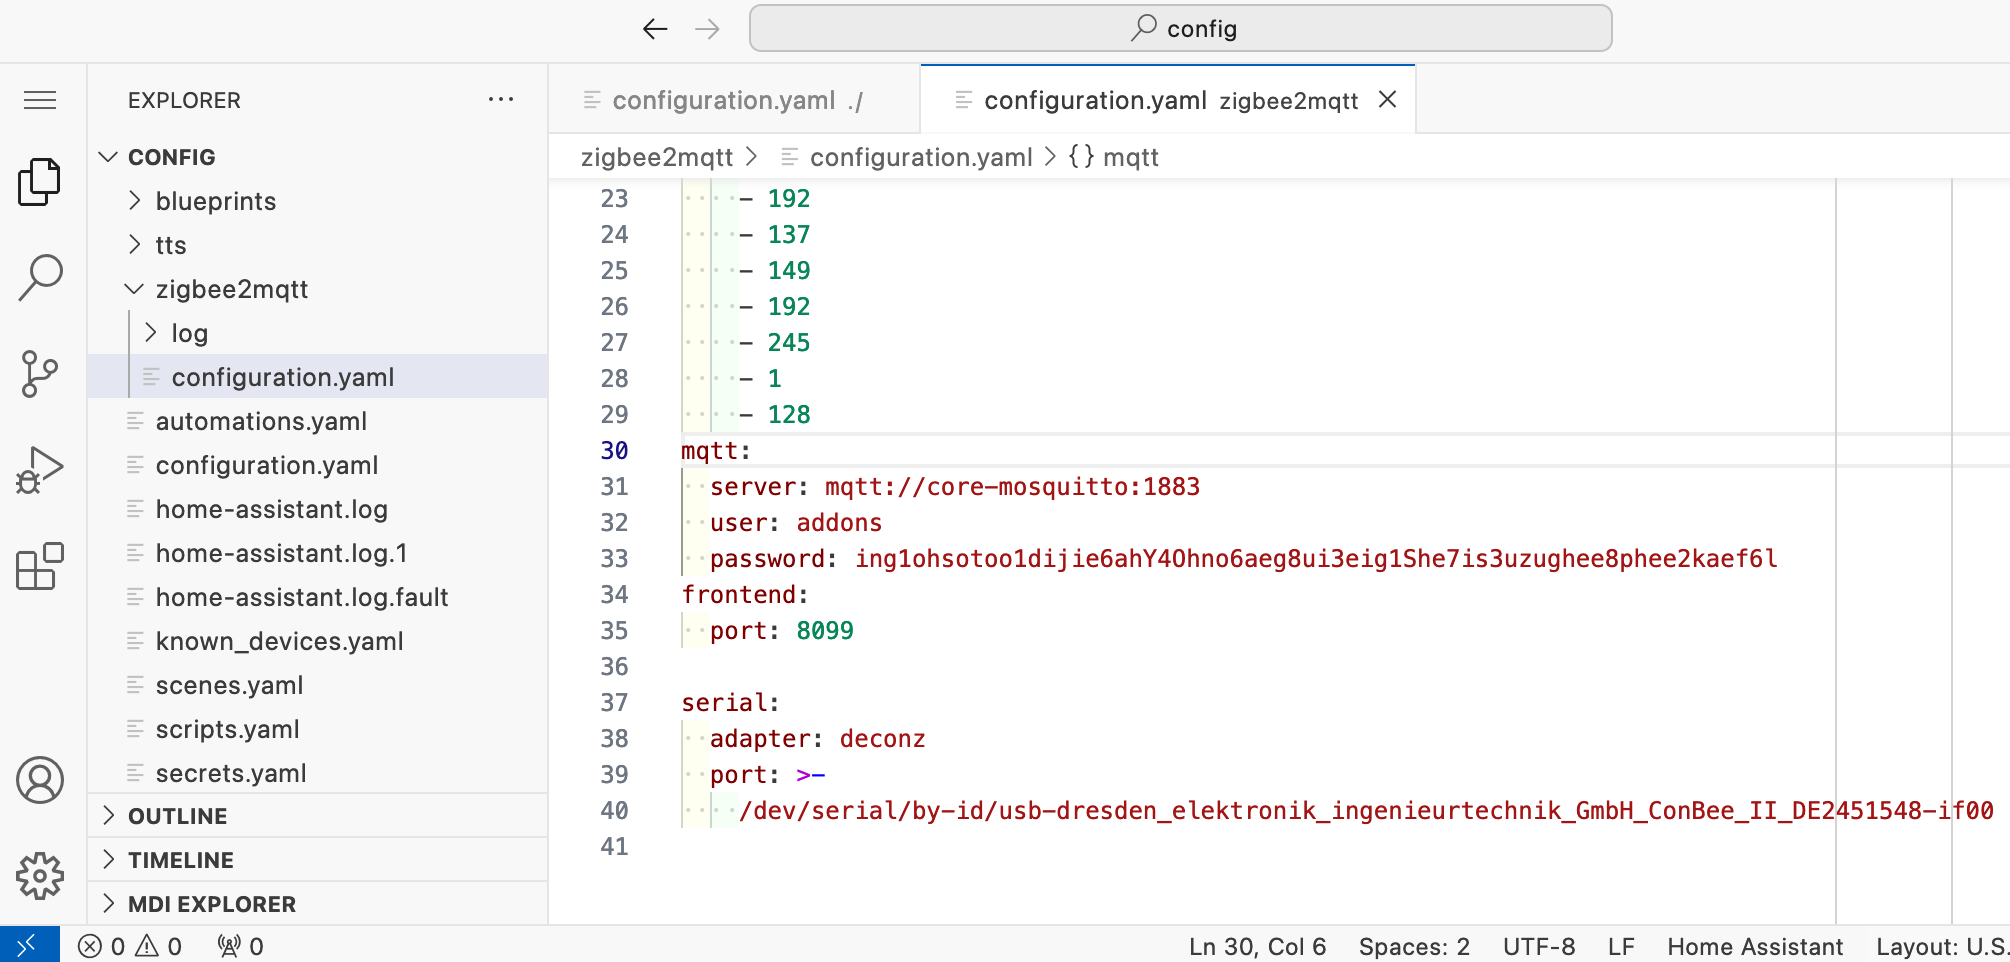 config
EXPLORER
CONFIG
blueprints
tts
zigbee2mqtt
log
configuration.yaml
automations.yaml
configuration.yaml
home-assistant.log
home-assistant.log.1
home-assistant.log.fault
known_devices.yaml
scenes.yaml
scripts.yaml
secrets.yaml
OUTLINE
TIMELINE
MDI EXPLORER
configuration.yaml ./
configuration.yaml zigbee2mqtt
zigbee2mqtt > configuration.yaml > {} mqtt
23 - 192
24 - 137
25 - 149
26 - 192
27 - 245
28 - 1
29 - 128
30 mqtt:
31 server: mqtt://core-mosquitto:1883
32 user: addons
33 password: ing1ohsotoo1dijie6ahY4Ohno6aeg8ui3eig1She7is3uzughee8phee2kaef6l
34 frontend:
35 port: 8099
36
37 serial:
38 adapter: deconz
39 port: >-
40 /dev/serial/by-id/usb-dresden_elektronik_ingenieurtechnik_GmbH_ConBee_II_DE2451548-if00
41
0 0 0 Ln 30, Col 6 Spaces: 2 UTF-8 LF Home Assistant Layout: U.S.